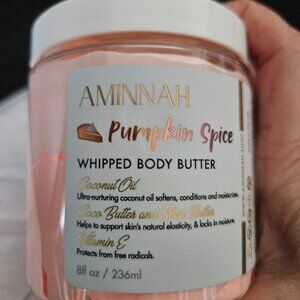 AMINNAH
Pumpkin Spice
WHIPPED BODY BUTTER
Coconut Oil
Ultra-nurturing coconut oil softens, conditions and moisturizes.
Coco Butter and Shea Butter
Helps to support skin's natural elasticity, & locks in moisture.
Vitamin E
Protects from free radicals.
8fl oz / 236ml